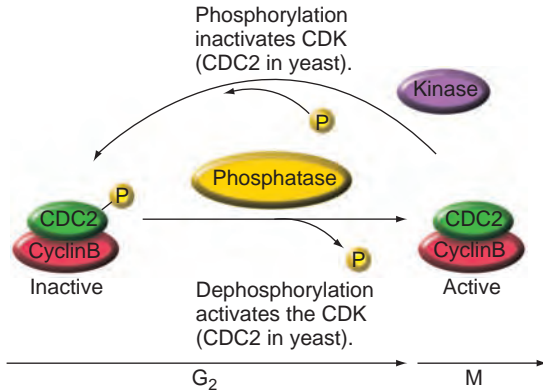 Phosphorylation
inactivates CDK
(CDC2 in yeast).
Kinase
P
P
Phosphatase
CDC2
CyclinB
Inactive
CDC2
CyclinB
Active
P
Dephosphorylation
activates the CDK
(CDC2 in yeast).
G₂
M